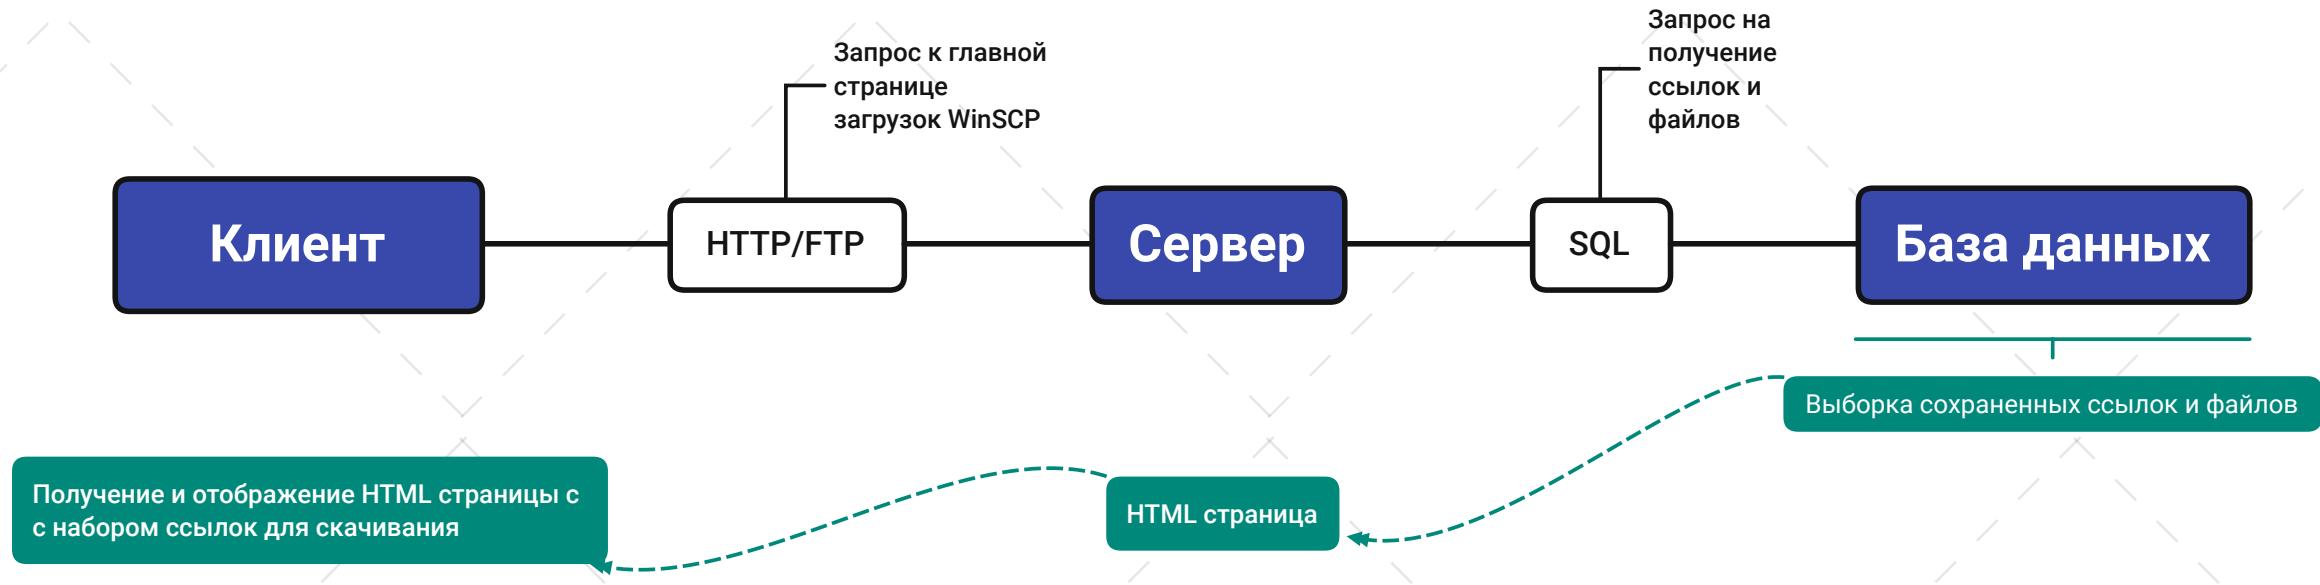 Запрос к главной
странице
загрузок WinSCP
Запрос на
получение
ссылок и
файлов
Клиент
HTTP/FTP
Сервер
SQL
База данных
Выборка сохраненных ссылок и файлов
HTML страница
Получение и отображение HTML страницы с
с набором ссылок для скачивания